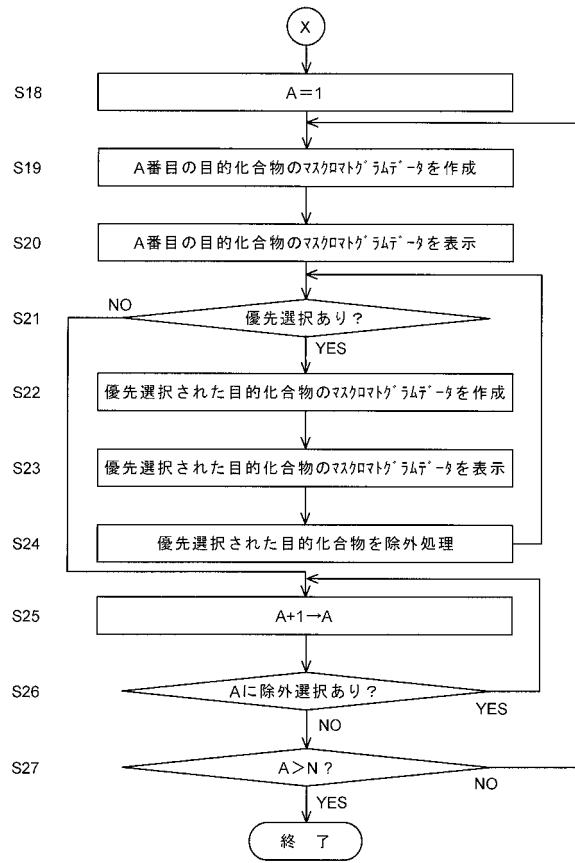 X
S18
A=1
S19
A番目の目的化合物のﾏｽｸﾛﾏﾄｸﾞﾗﾑﾃﾞｰﾀを作成
S20
A番目の目的化合物のﾏｽｸﾛﾏﾄｸﾞﾗﾑﾃﾞｰﾀを表示
NO
S21
優先選択あり？
YES
S22
優先選択された目的化合物のﾏｽｸﾛﾏﾄｸﾞﾗﾑﾃﾞｰﾀを作成
S23
優先選択された目的化合物のﾏｽｸﾛﾏﾄｸﾞﾗﾑﾃﾞｰﾀを表示
S24
優先選択された目的化合物を除外処理
S25
A+1→A
S26
Aに除外選択あり？
YES
NO
S27
A＞N？
NO
YES
終 了